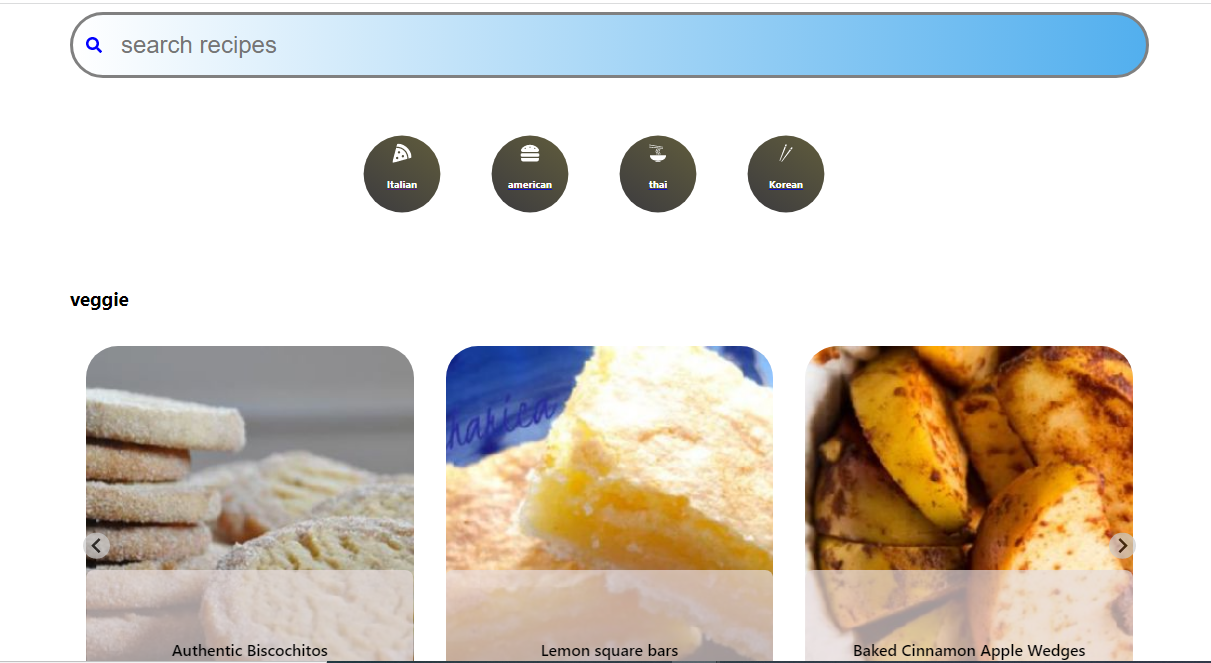 search recipes
Italian
american
thai
Korean
veggie
Authentic Biscochitos
Lemon square bars
Baked Cinnamon Apple Wedges